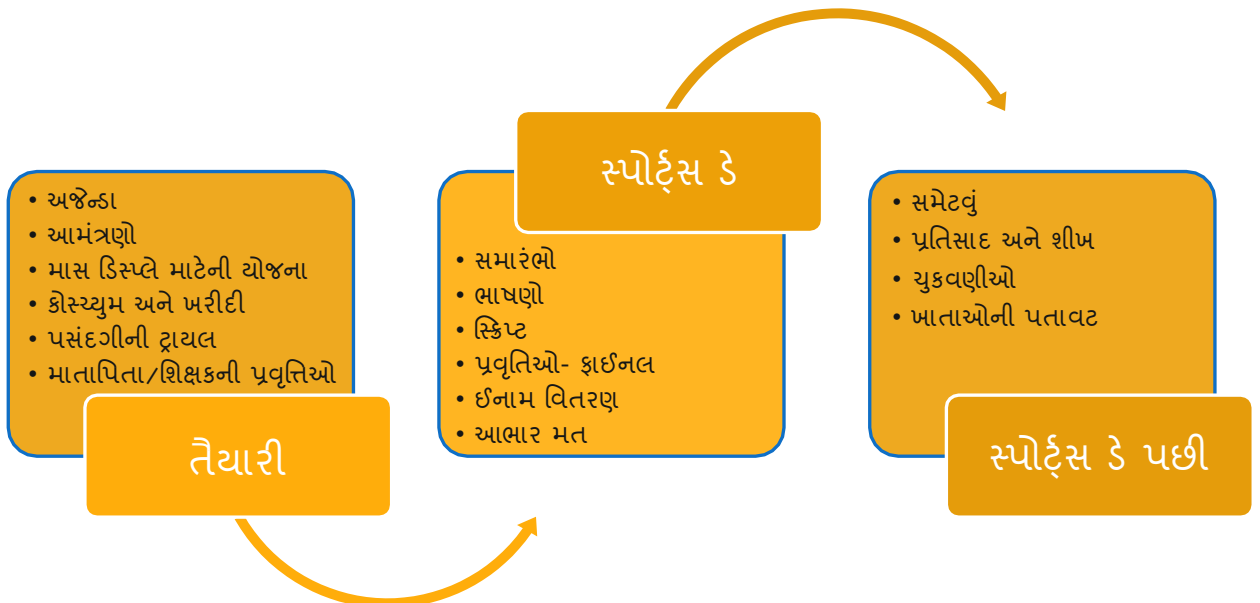 • અજેન્ડા
• આમંત્રણો
• માસ ડિસ્પ્લે માટેની યોજના
• કોસ્ચ્યુમ અને ખરીદી
• પસંદગીની ટ્રાયલ
• માતાપિતા/શિક્ષકની પ્રવૃત્તિઓ
તૈયારી
સ્પોર્ટ્સ ડે
• સમારંભો
• ભાષણો
• સ્ક્રિપ્ટ
• પ્રવૃતિઓ- ફાઈનલ
• ઈનામ વિતરણ
• આભાર મત
• સમેટવું
• પ્રતિસાદ અને શીખ
• ચુકવણીઓ
• ખાતાઓની પતાવટ
સ્પોર્ટ્સ ડે પછી